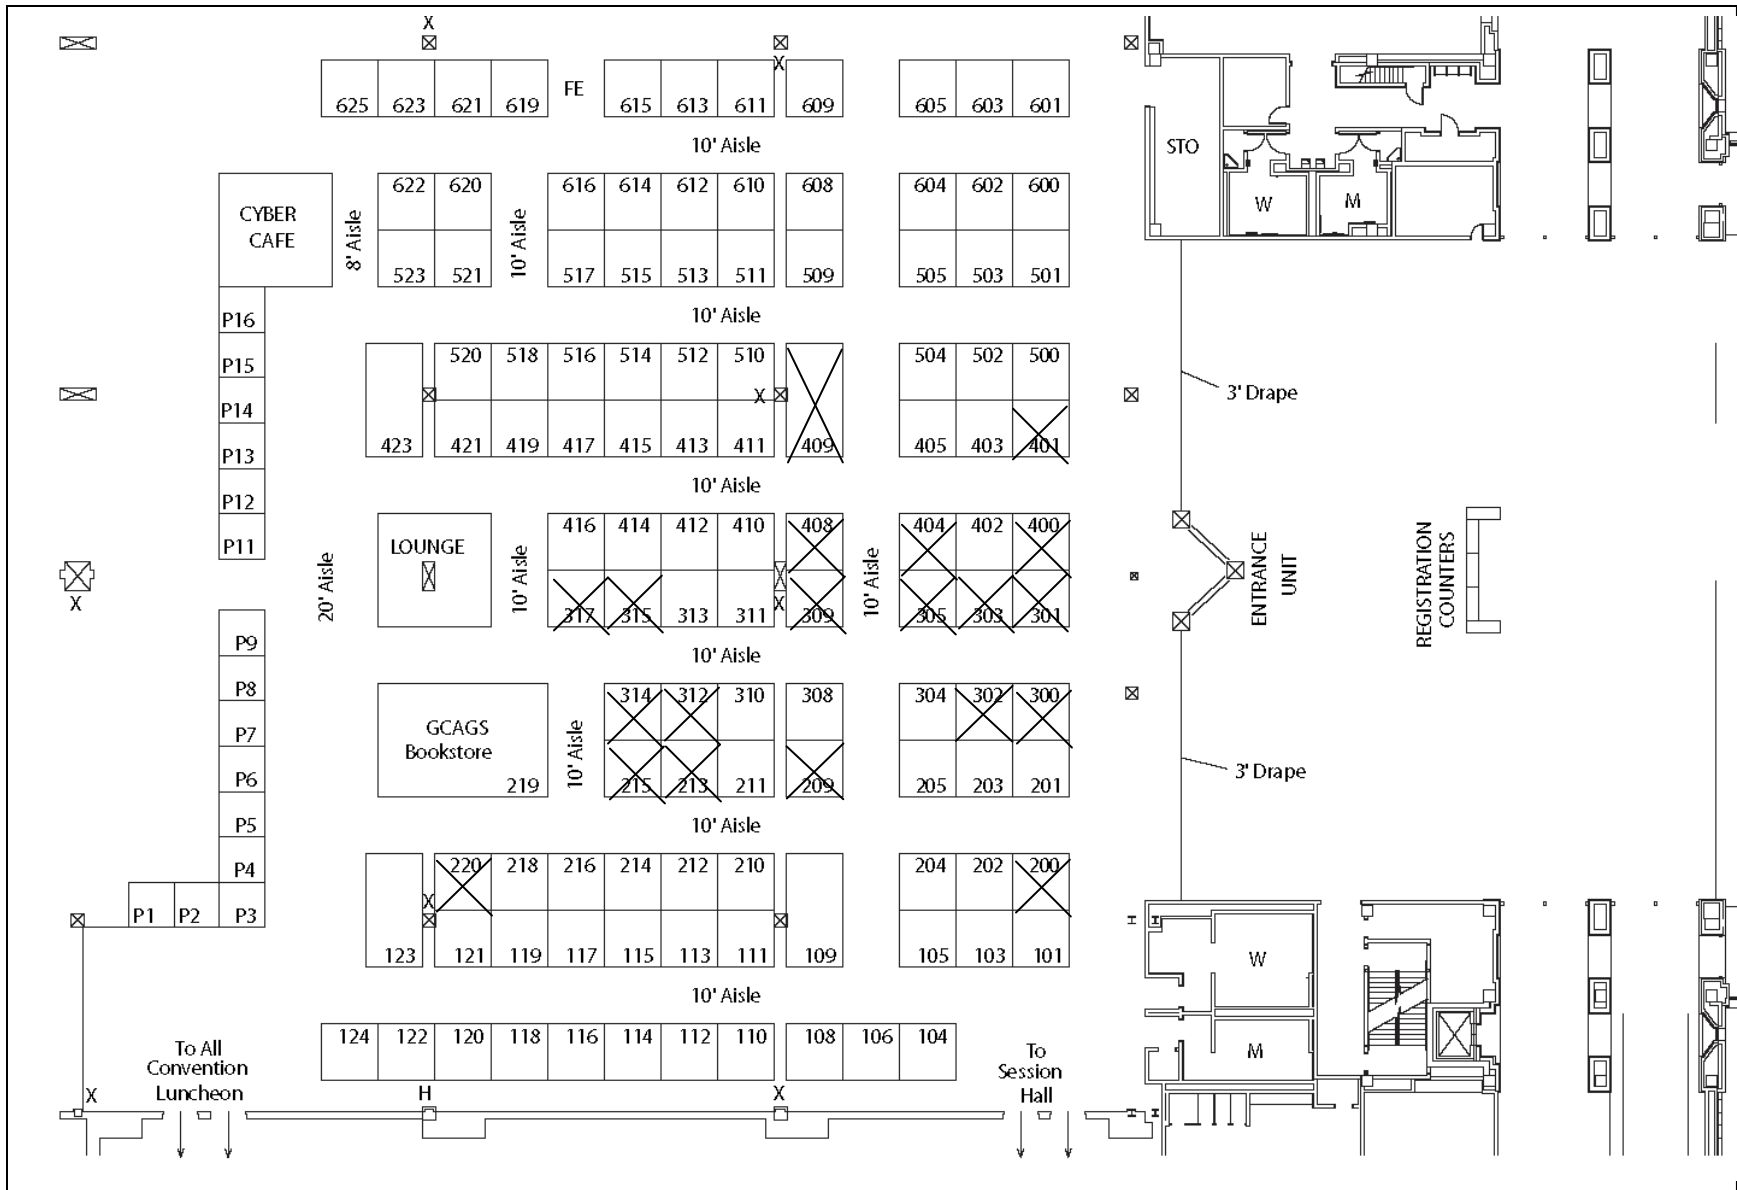 X
X
625 623 621 619 FE 615 613 611 609 605 603 601
10' Aisle
STO
W M
CYBER
CAFE
8' Aisle
622 620 616 614 612 610 608 604 602 600
10' Aisle
523 521 517 515 513 511 509 505 503 501
10' Aisle
P16
P15
P14
P13
P12
P11
520 518 516 514 512 510 504 502 500
X
423 421 419 417 415 413 411 409 405 403 401
3' Drape
10' Aisle
LOUNGE
416 414 412 410 408 404 402 400
20' Aisle
10' Aisle
10' Aisle
X
X
317 315 313 311 309 305 303 301
ENTRANCE
UNIT
REGISTRATION
COUNTERS
10' Aisle
P9
P8
P7
P6
P5
P4
P1 P2 P3
GCAGS
Bookstore
219
10' Aisle
314 312 310 308 304 302 300
215 213 211 209 205 203 201
3' Drape
10' Aisle
220 218 216 214 212 210 204 202 200
X
H H
123 121 119 117 115 113 111 109 105 103 101
W
M
10' Aisle
124 122 120 118 116 114 112 110 108 106 104
To All
Convention
Luncheon
To
Session
Hall
X H X
H H